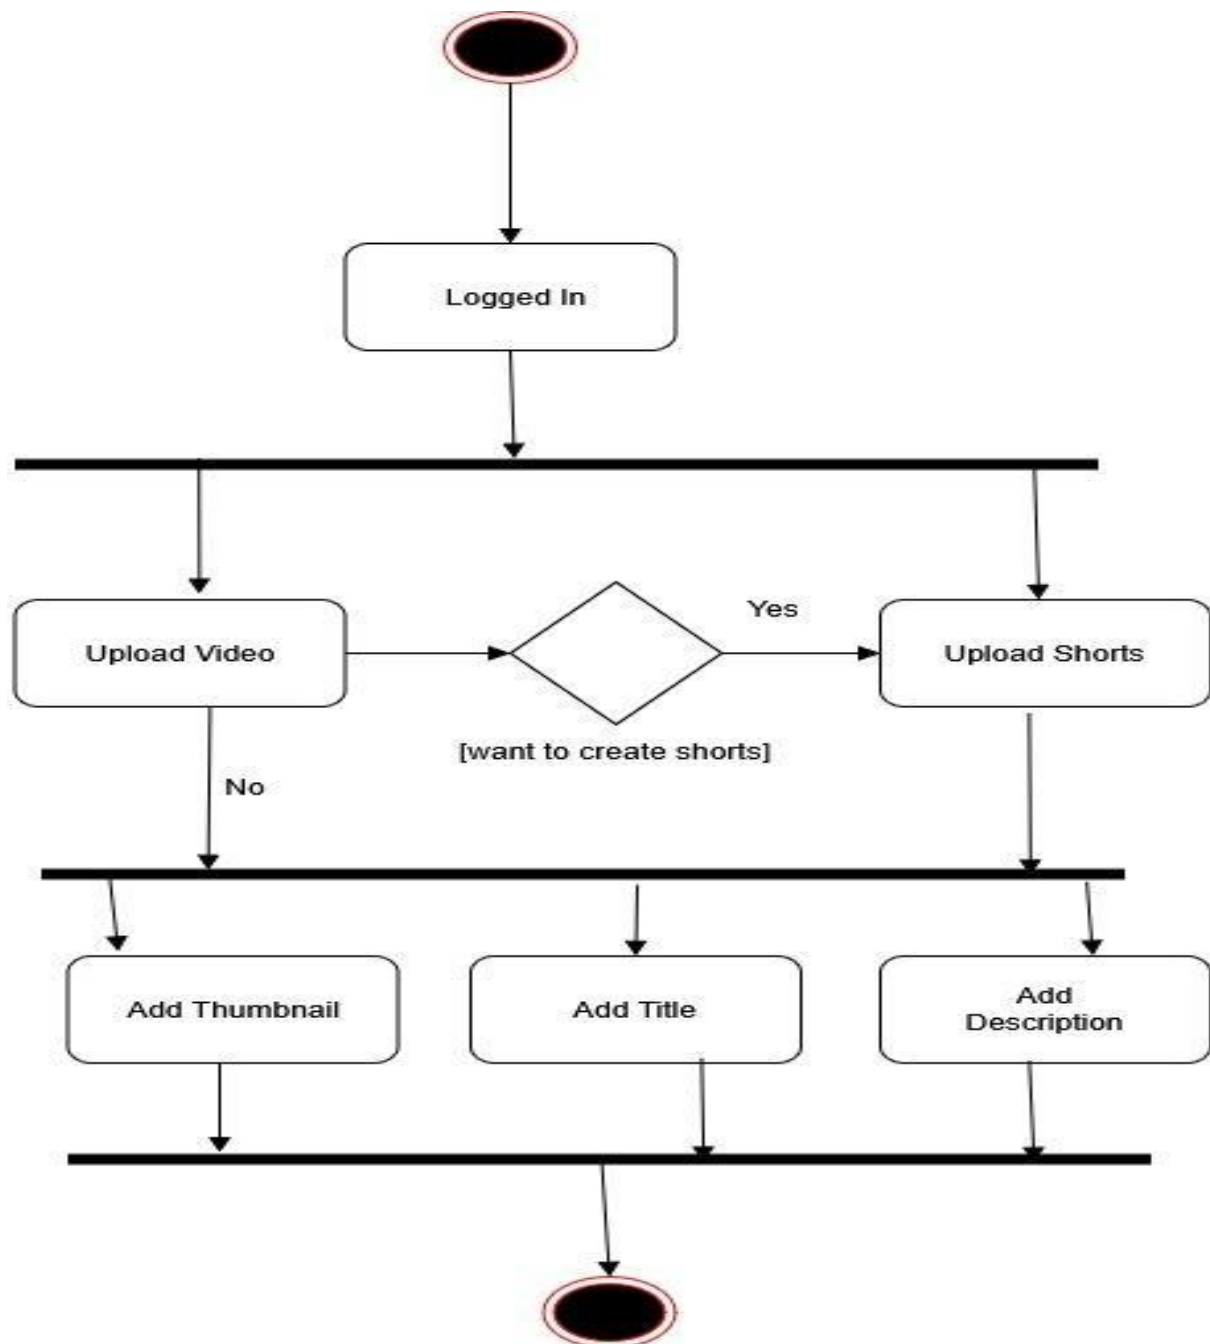 Logged In
Yes
Upload Video
Upload Shorts
[want to create shorts]
No
Add Thumbnail
Add Title
Add
Description